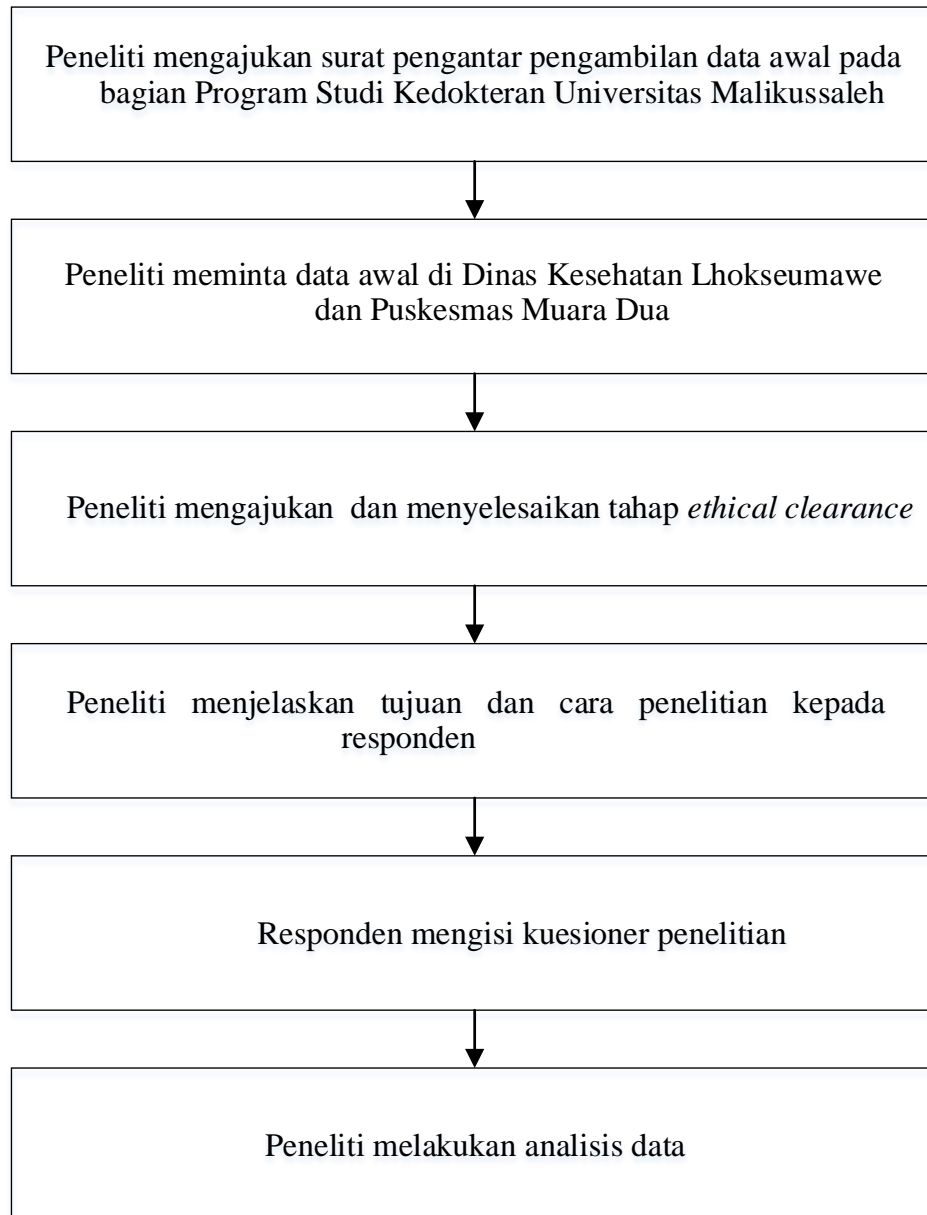 Peneliti mengajukan surat pengantar pengambilan data awal pada
bagian Program Studi Kedokteran Universitas Malikussaleh
Peneliti meminta data awal di Dinas Kesehatan Lhokseumawe
dan Puskesmas Muara Dua
Peneliti mengajukan  dan menyelesaikan tahap ethical clearance
Peneliti menjelaskan tujuan dan cara penelitian kepada
responden
Responden mengisi kuesioner penelitian
Peneliti melakukan analisis data